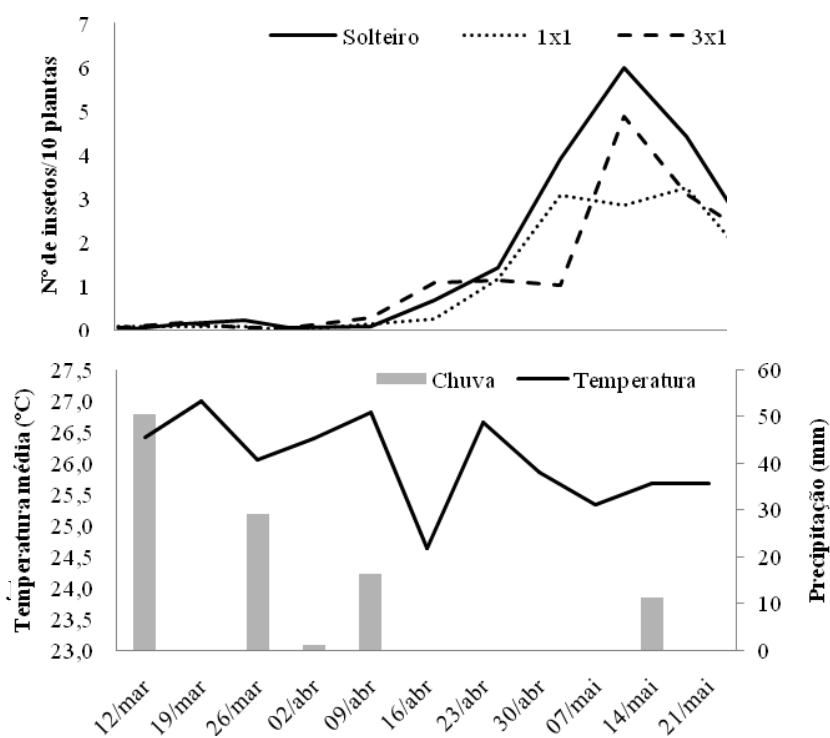 7
6
5
4
3
2
1
0
Nº de insetos/10 plantas
Solteiro 1x1 3x1
27,5
27,0
26,5
26,0
25,5
25,0
24,5
24,0
23,5
23,0
Temperatura média (ºC)
Chuva Temperatura
60
50
40
30
20
10
0
Precipitação (mm)
12/mar
19/mar
26/mar
02/abr
09/abr
16/abr
23/abr
30/abr
07/mai
14/mai
21/mai